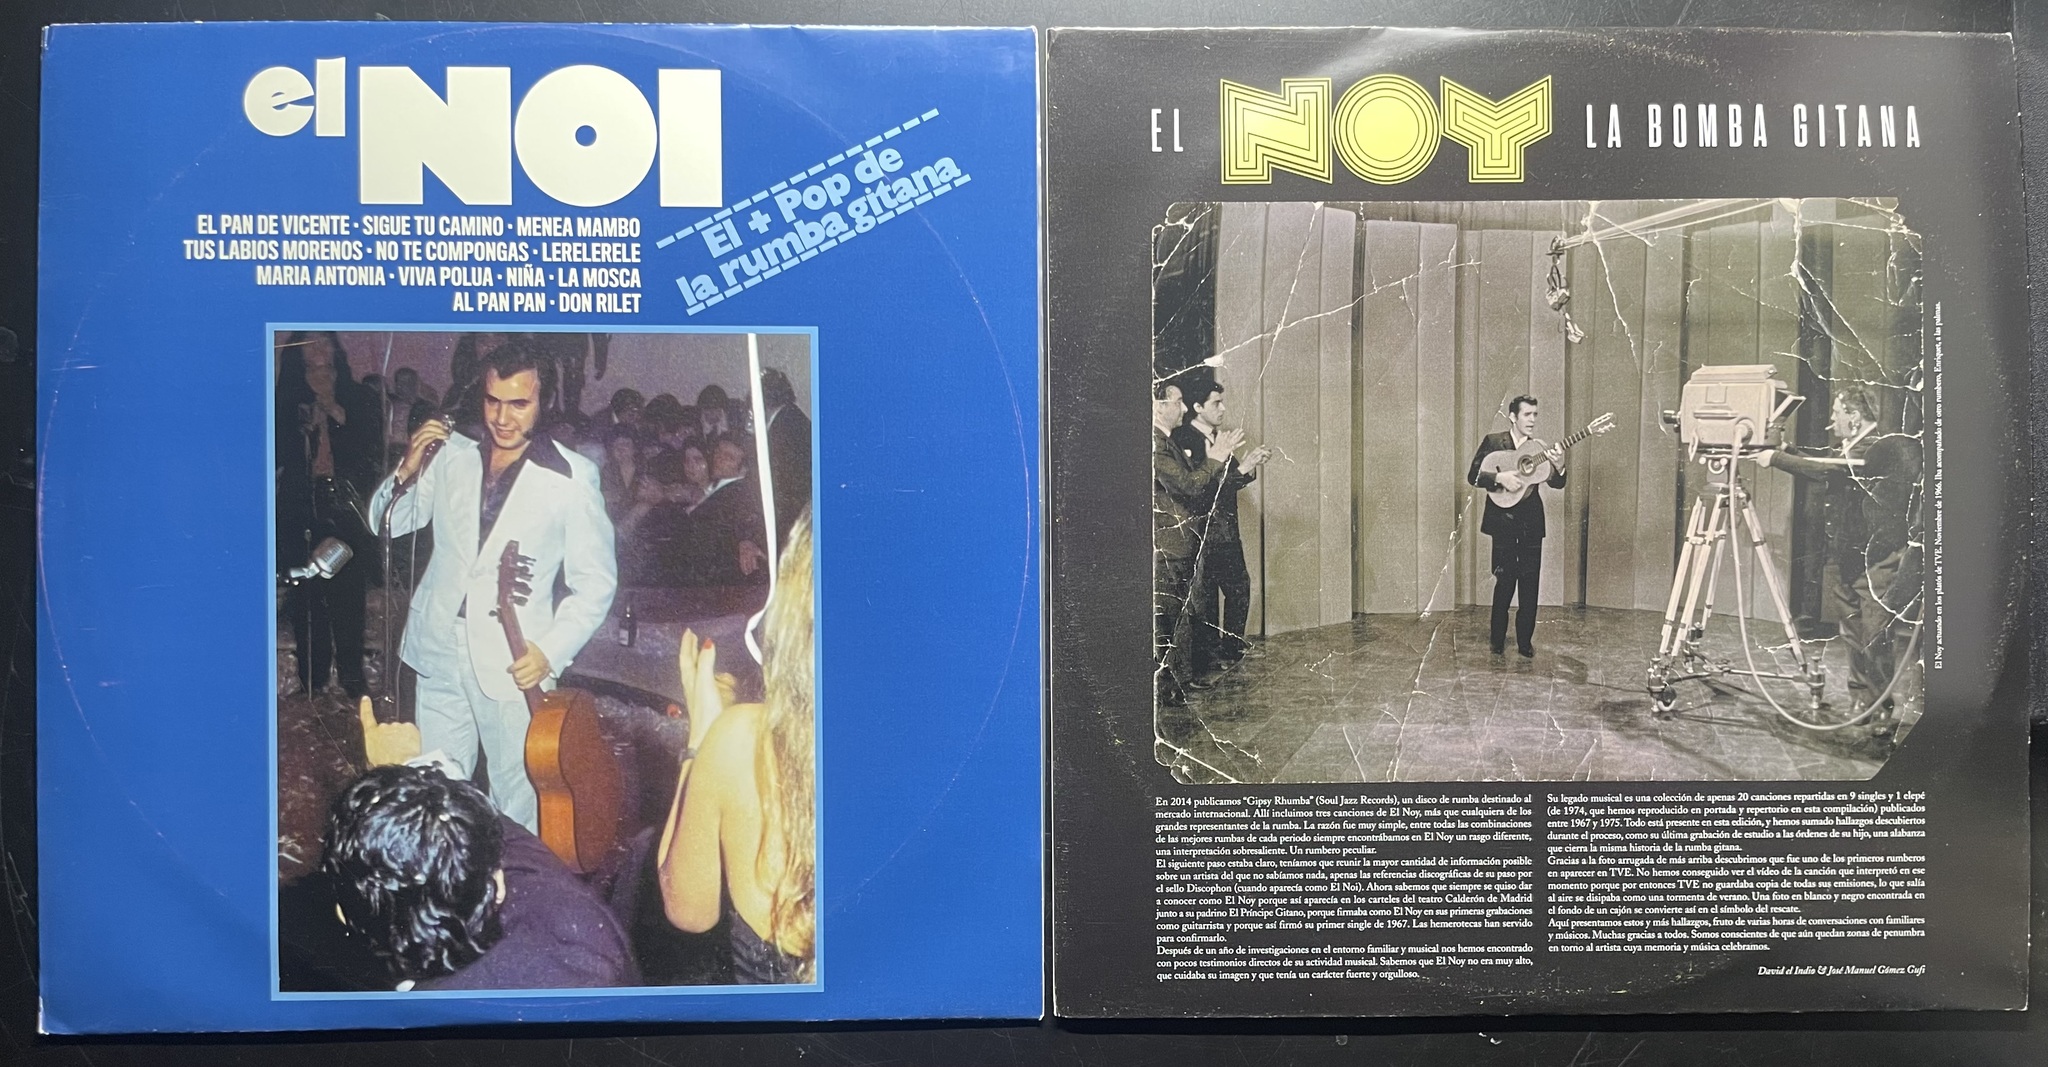 el NOI
EL PAN DE VICENTE · SIGUE TU CAMINO · MENEA MAMBO
TUS LABIOS MORENOS · NO TE COMPONGAS · LERELERELE
MARIA ANTONIA · VIVA POLUA · NIÑA · LA MOSCA
AL PAN PAN · DON RILET
El + Pop de
la rumba gitana
EL NOY LA BOMBA GITANA
El Noy actuando en los platós de TVE. Noviembre de 1966. Iba acompañado de otro rumbero, Enriquet, a las palmas.
En 2014 publicamos "Gipsy Rhumba" (Soul Jazz Records), un disco de rumba destinado al
mercado internacional. Allí incluimos tres canciones de El Noy, más que cualquiera de los
grandes representantes de la rumba. La razón fue muy simple, entre todas las combinaciones
de las mejores rumbas de cada periodo siempre encontrábamos en El Noy un rasgo diferente,
una interpretación sobresaliente. Un rumbero peculiar.
El siguiente paso estaba claro, teníamos que reunir la mayor cantidad de información posible
sobre un artista del que no sabíamos nada, apenas las referencias discográficas de su paso por
el sello Discophon (cuando aparecía como El Noi). Ahora sabemos que siempre se quiso dar
a conocer como El Noy porque así aparecía en los carteles del teatro Calderón de Madrid
junto a su padrino El Príncipe Gitano, porque firmaba como El Noy en sus primeras grabaciones
como guitarrista y porque así firmó su primer single de 1967. Las hemerotecas han servido
para confirmarlo.
Después de un año de investigaciones en el entorno familiar y musical nos hemos encontrado
con pocos testimonios directos de su actividad musical. Sabemos que El Noy no era muy alto,
que cuidaba su imagen y que tenía un carácter fuerte y orgulloso.
Su legado musical es una colección de apenas 20 canciones repartidas en 9 singles y 1 elepé
(de 1974, que hemos reproducido en portada y repertorio en esta compilación) publicados
entre 1967 y 1975. Todo está presente en esta edición, y hemos sumado hallazgos descubiertos
durante el proceso, como su última grabación de estudio a las órdenes de su hijo, una alabanza
que cierra la misma historia de la rumba gitana.
Gracias a la foto arrugada de más arriba descubrimos que fue uno de los primeros rumberos
en aparecer en TVE. No hemos conseguido ver el vídeo de la canción que interpretó en ese
momento porque por entonces TVE no guardaba copia de todas sus emisiones, lo que salía
al aire se disipaba como una tormenta de verano. Una foto en blanco y negro encontrada en
el fondo de un cajón se convierte así en el símbolo del rescate.
Aquí presentamos estos y más hallazgos, fruto de varias horas de conversaciones con familiares
y músicos. Muchas gracias a todos. Somos conscientes de que aún quedan zonas de penumbra
en torno al artista cuya memoria y música celebramos.
David el Indio & José Manuel Gómez Gufi